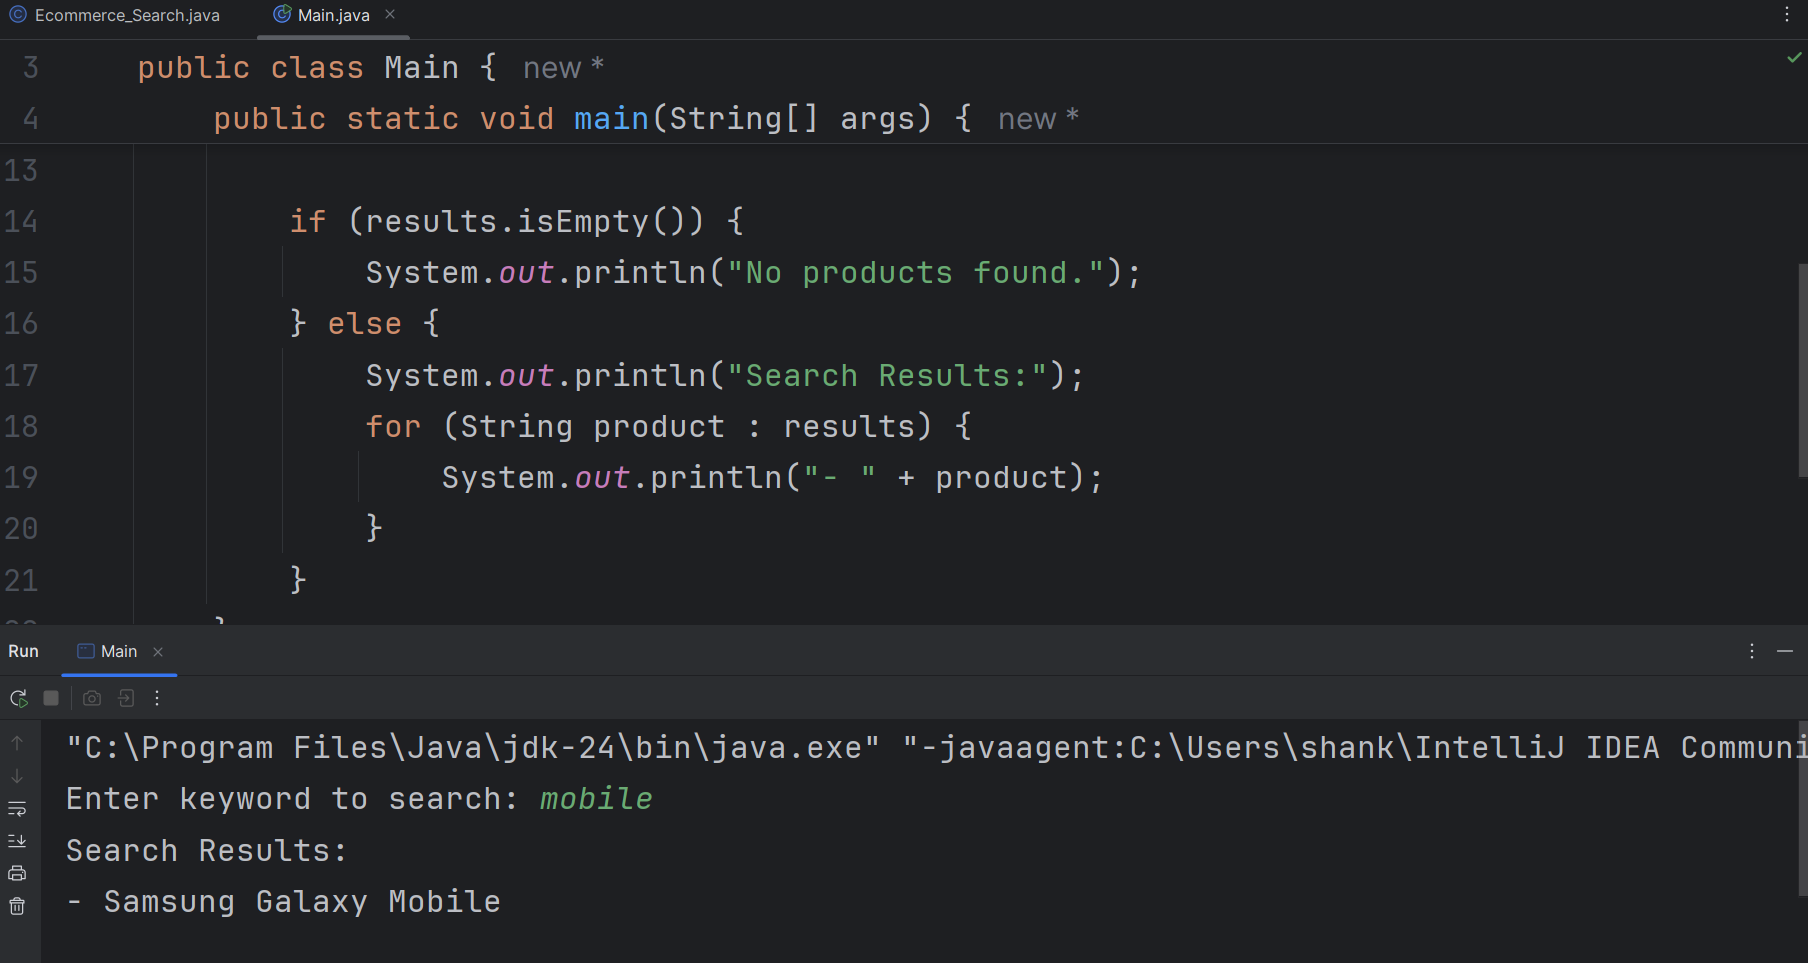 Ecommerce_Search.java Main.java
3 public class Main { new *
4 public static void main(String[] args) { new *
13
14 if (results.isEmpty()) {
15 System.out.println("No products found.");
16 } else {
17 System.out.println("Search Results:");
18 for (String product : results) {
19 System.out.println("- " + product);
20 }
21 }
Run Main
"C:\Program Files\Java\jdk-24\bin\java.exe" "-javaagent:C:\Users\shank\IntelliJ IDEA Communi
Enter keyword to search: mobile
Search Results:
- Samsung Galaxy Mobile